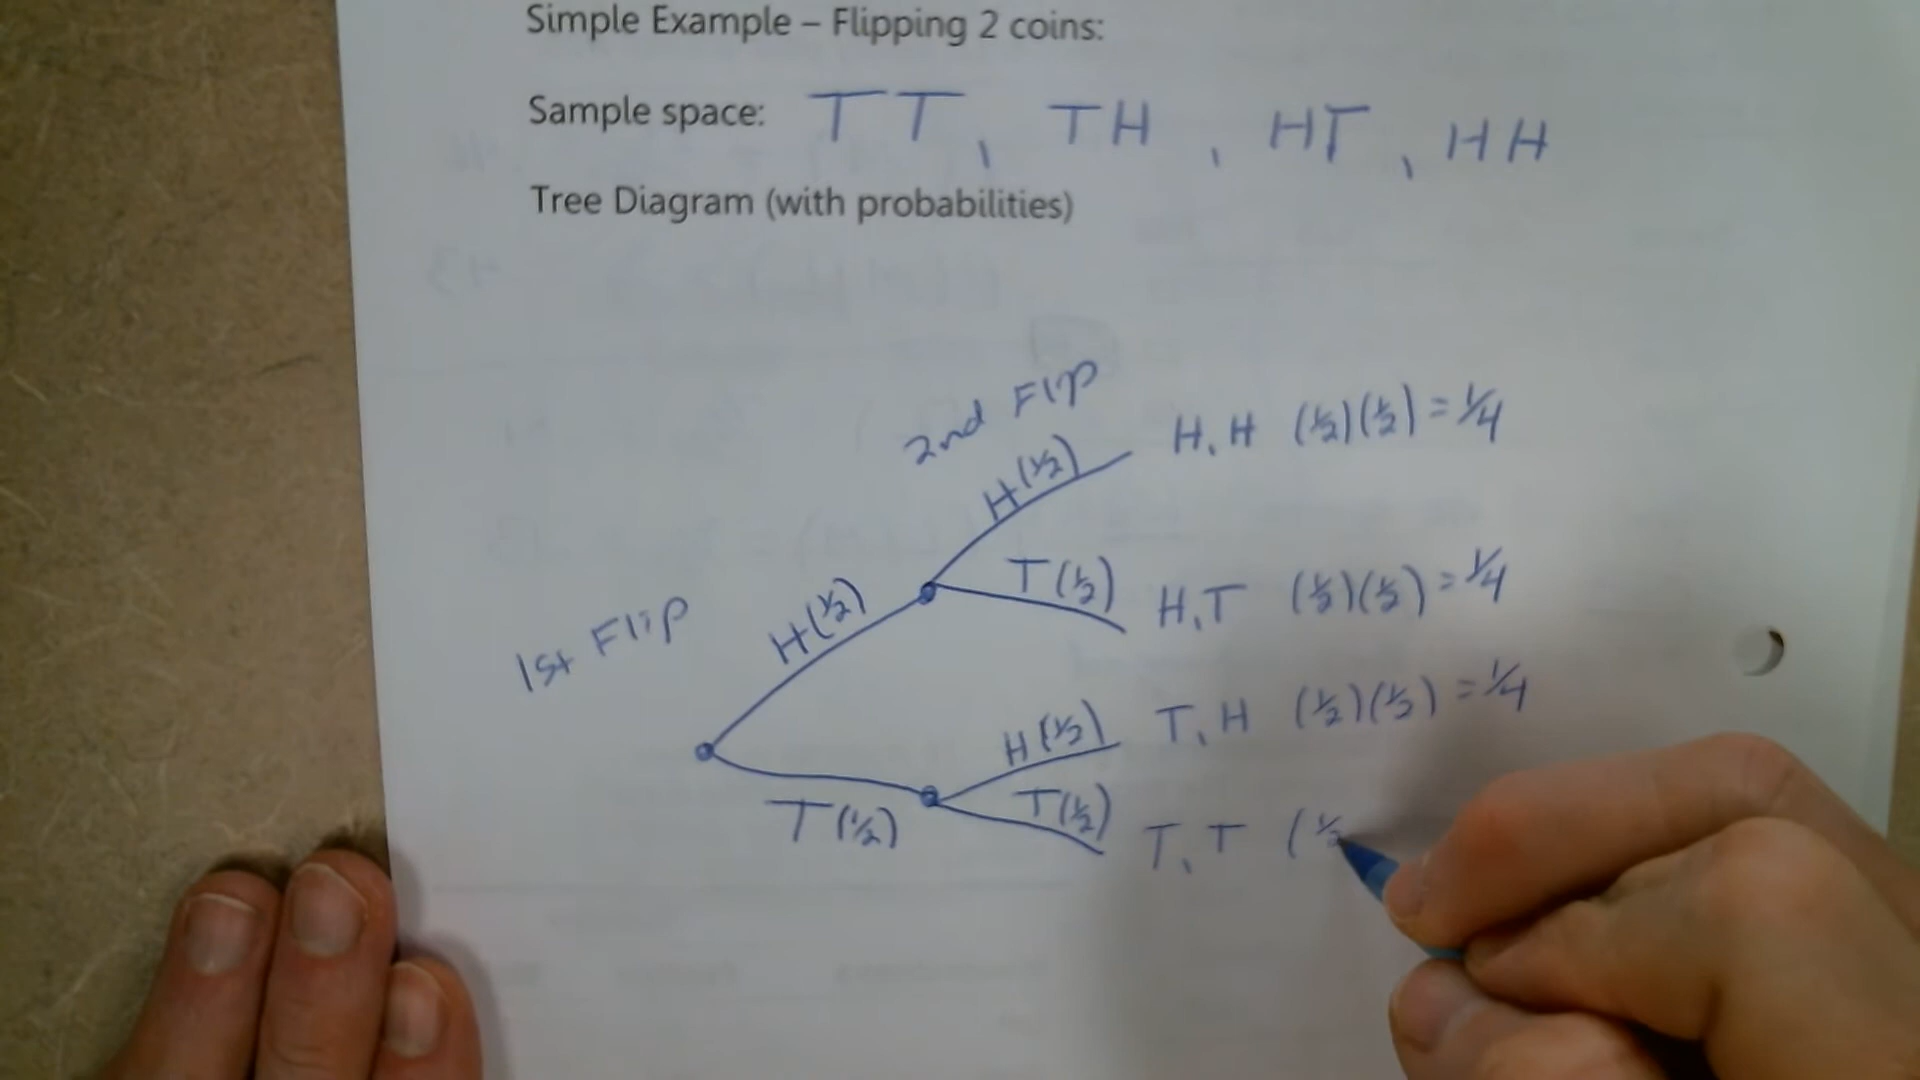 Simple Example – Flipping 2 coins:
Sample space: TT, TH, HT, HH
Tree Diagram (with probabilities)
2nd Flip
H(1/2) H,H (1/2)(1/2) = 1/4
1st Flip
H(1/2)
T(1/2) H,T (1/2)(1/2) = 1/4
H(1/2) T,H (1/2)(1/2) = 1/4
T(1/2)
T(1/2) T,T (1/2